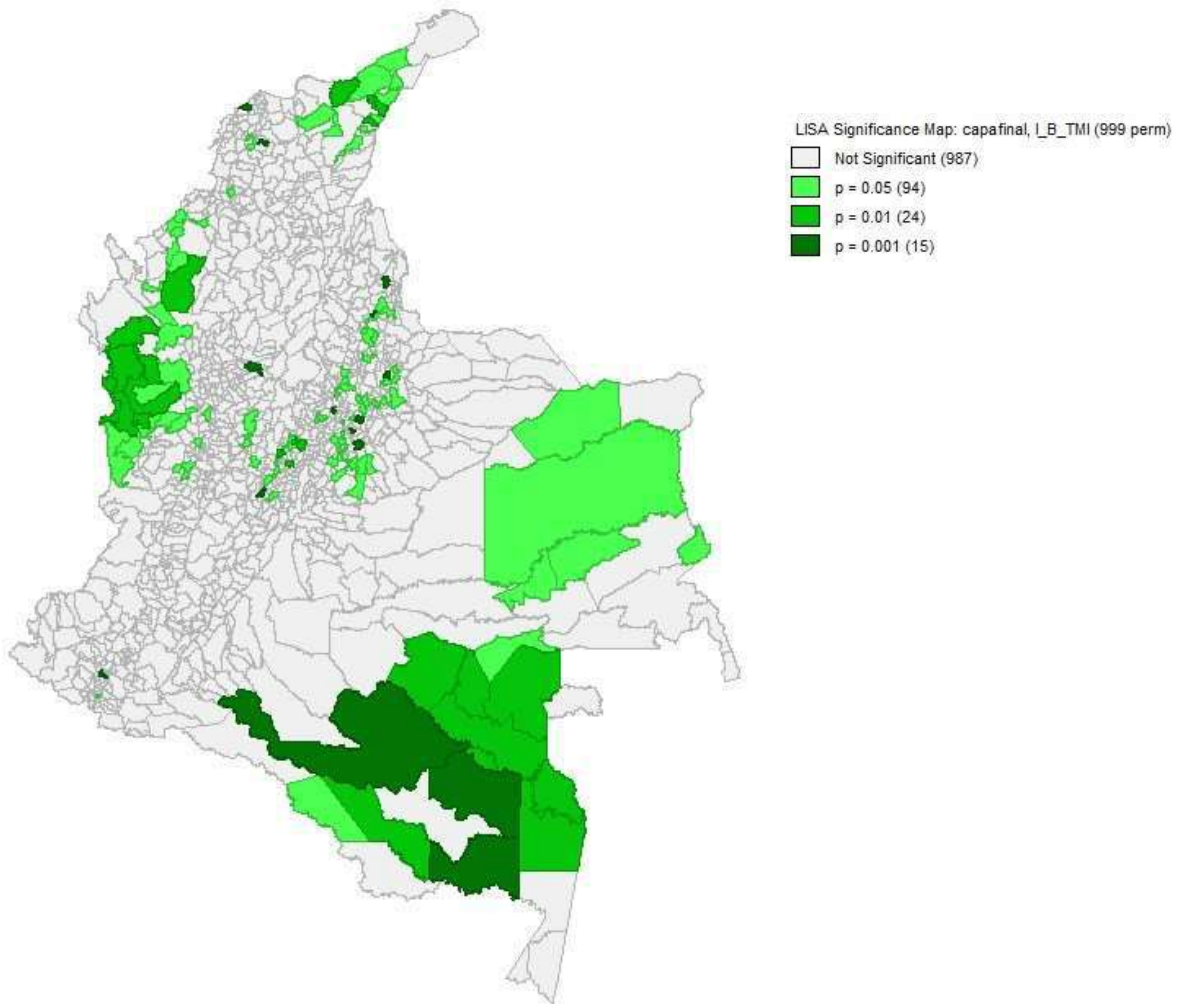 LISA Significance Map: capafinal, I_B_TMI (999 perm)
Not Significant (987)
p = 0.05 (94)
p = 0.01 (24)
p = 0.001 (15)